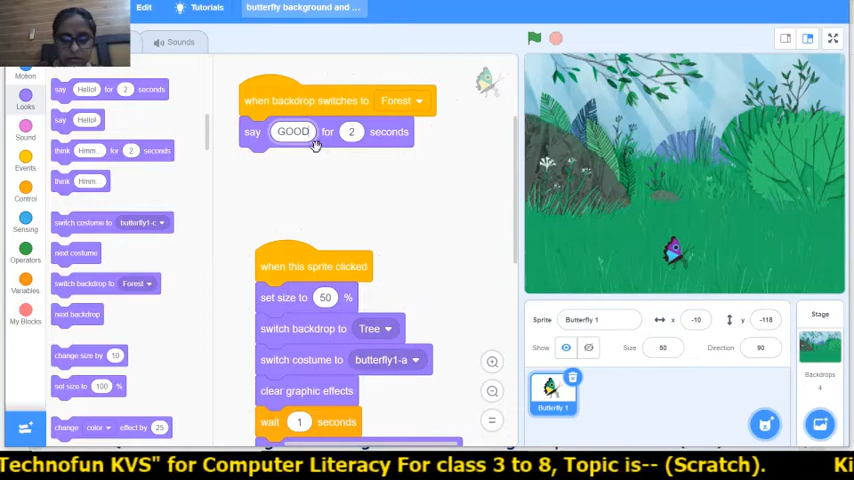 Edit
Tutorials
butterfly background and ...
Sounds
Motion
Looks
Sound
Events
Control
Sensing
Operators
Variables
My Blocks
say Hello! for 2 seconds
say Hello!
think Hmm... for 2 seconds
think Hmm...
switch costume to butterfly1-c
next costume
switch backdrop to Forest
next backdrop
change size by 10
set size to 100 %
change color effect by 25
when backdrop switches to Forest
say GOOD for 2 seconds
when this sprite clicked
set size to 50 %
switch backdrop to Tree
switch costume to butterfly1-a
clear graphic effects
wait 1 seconds
Sprite Butterfly 1 x -10 y -118
Show Size 50 Direction 90
Butterfly 1
Stage
Backdrops
4
Technofun KVS" for Computer Literacy For class 3 to 8, Topic is-- (Scratch). Ki